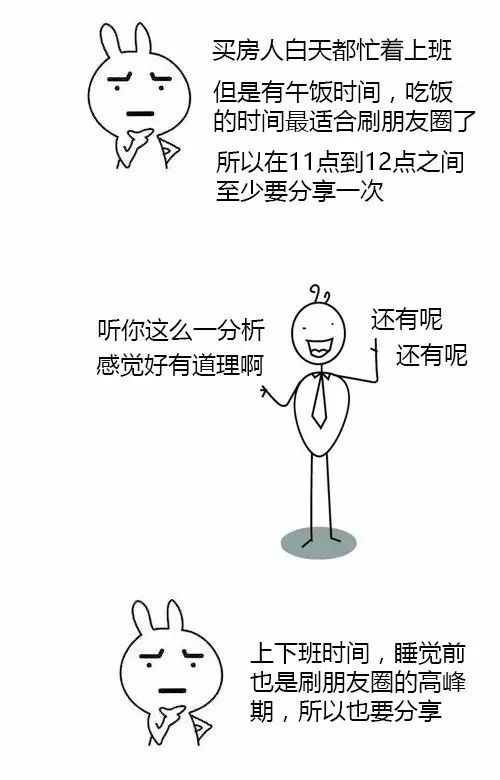 买房人白天都忙着上班
但是有午饭时间，吃饭
的时间最适合刷朋友圈了
所以在11点到12点之间
至少要分享一次
听你这么一分析
感觉好有道理啊
还有呢
还有呢
上下班时间，睡觉前
也是刷朋友圈的高峰
期，所以也要分享